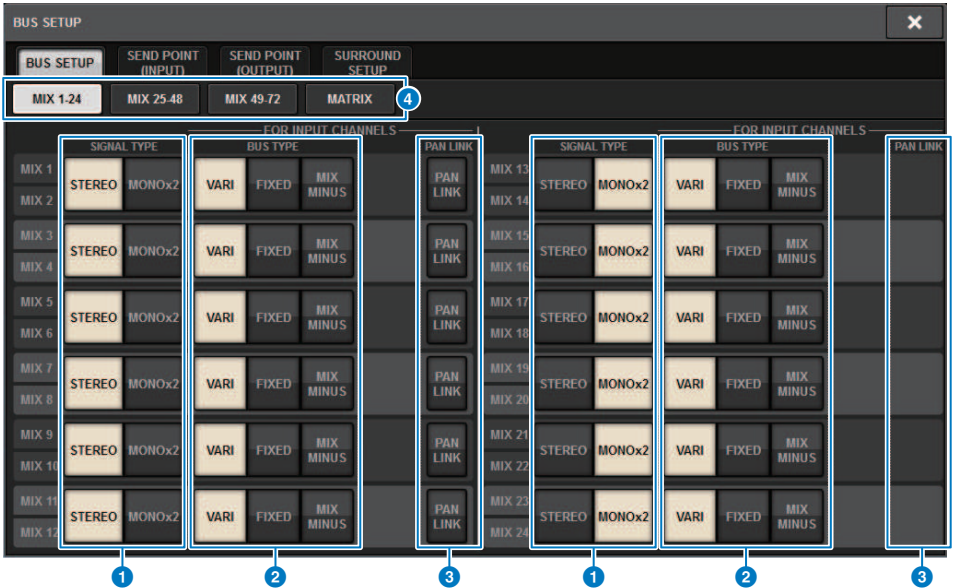 BUS SETUP
BUS SETUP SEND POINT (INPUT) SEND POINT (OUTPUT) SURROUND SETUP
MIX 1-24 MIX 25-48 MIX 49-72 MATRIX 4
FOR INPUT CHANNELS FOR INPUT CHANNELS
SIGNAL TYPE BUS TYPE PAN LINK SIGNAL TYPE BUS TYPE PAN LINK
MIX 1 STEREO MONOx2 VARI FIXED MIX MINUS PAN LINK MIX 13 STEREO MONOx2 VARI FIXED MIX MINUS
MIX 2 MIX 14
MIX 3 STEREO MONOx2 VARI FIXED MIX MINUS PAN LINK MIX 15 STEREO MONOx2 VARI FIXED MIX MINUS
MIX 4 MIX 16
MIX 5 STEREO MONOx2 VARI FIXED MIX MINUS PAN LINK MIX 17 STEREO MONOx2 VARI FIXED MIX MINUS
MIX 6 MIX 18
MIX 7 STEREO MONOx2 VARI FIXED MIX MINUS PAN LINK MIX 19 STEREO MONOx2 VARI FIXED MIX MINUS
MIX 8 MIX 20
MIX 9 STEREO MONOx2 VARI FIXED MIX MINUS PAN LINK MIX 21 STEREO MONOx2 VARI FIXED MIX MINUS
MIX 10 MIX 22
MIX 11 STEREO MONOx2 VARI FIXED MIX MINUS PAN LINK MIX 23 STEREO MONOx2 VARI FIXED MIX MINUS
MIX 12 MIX 24
1 2 3 1 2 3